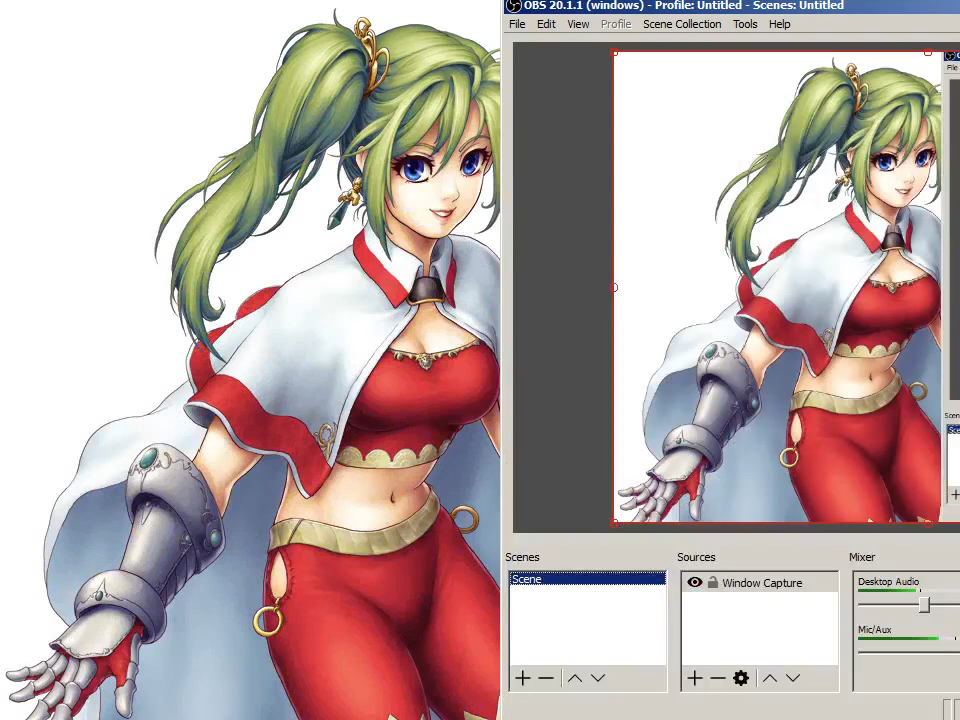 OBS 20.1.1 (windows) - Profile: Untitled - Scenes: Untitled
File Edit View Profile Scene Collection Tools Help
File
Scenes Sources Mixer
Scene
Window Capture
Desktop Audio
Mic/Aux